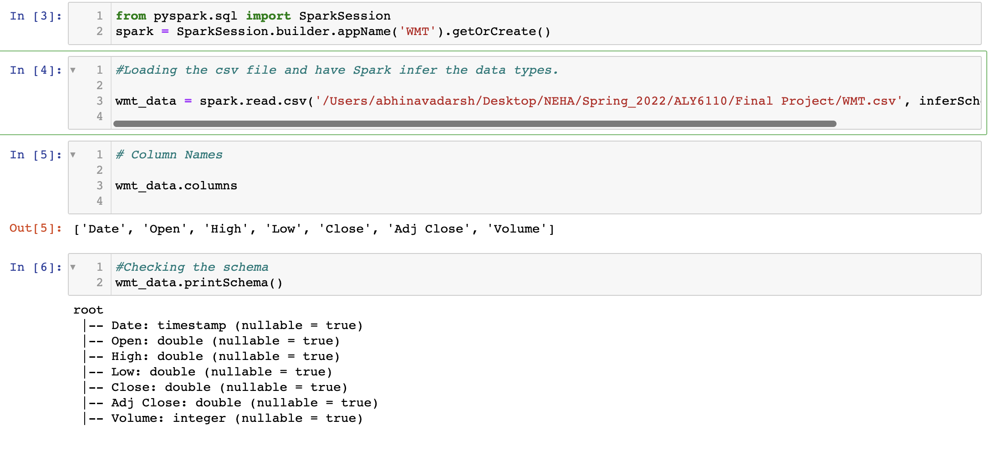 In [3]:
1 from pyspark.sql import SparkSession
2 spark = SparkSession.builder.appName('WMT').getOrCreate()
In [4]:
1 #Loading the csv file and have Spark infer the data types.
2
3 wmt_data = spark.read.csv('/Users/abhinavadarsh/Desktop/NEHA/Spring_2022/ALY6110/Final Project/WMT.csv', inferSch
4
In [5]:
1 # Column Names
2
3 wmt_data.columns
4
Out[5]: ['Date', 'Open', 'High', 'Low', 'Close', 'Adj Close', 'Volume']
In [6]:
1 #Checking the schema
2 wmt_data.printSchema()
root
 |-- Date: timestamp (nullable = true)
 |-- Open: double (nullable = true)
 |-- High: double (nullable = true)
 |-- Low: double (nullable = true)
 |-- Close: double (nullable = true)
 |-- Adj Close: double (nullable = true)
 |-- Volume: integer (nullable = true)